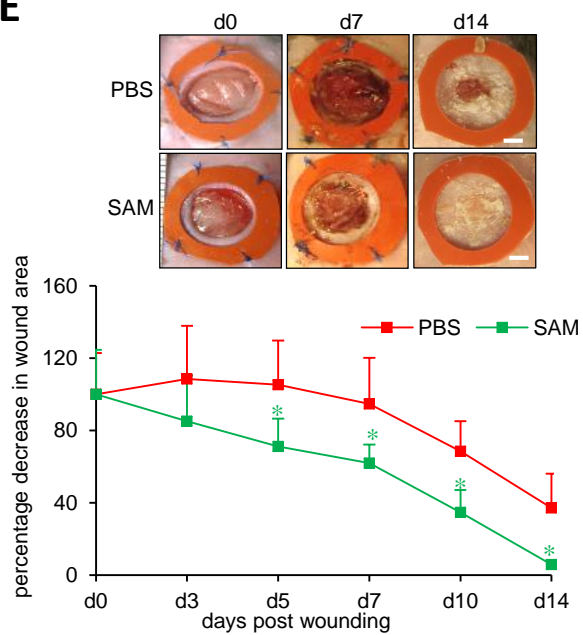 E
d0 d7 d14
PBS
SAM
percentage decrease in wound area
160
120
80
40
0
PBS SAM
*
*
*
*
d0 d3 d5 d7 d10 d14
days post wounding